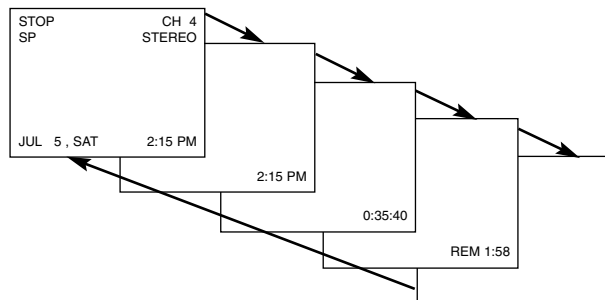 STOP CH 4
SP STEREO
JUL 5 , SAT 2:15 PM
2:15 PM
0:35:40
REM 1:58